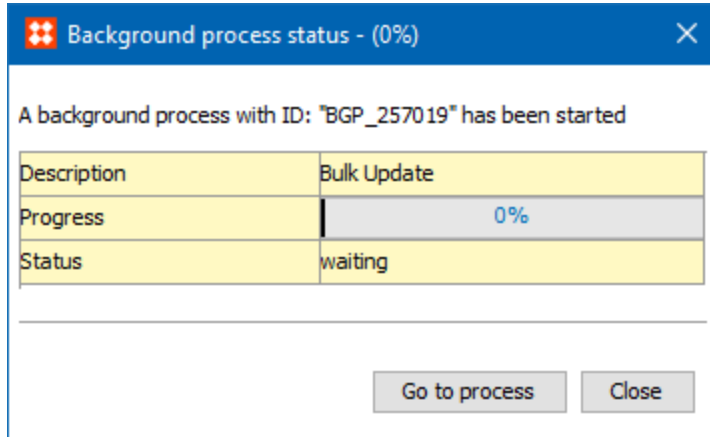 Background process status - (0%)
A background process with ID: "BGP_257019" has been started
Description Bulk Update
Progress 0%
Status waiting
Go to process Close